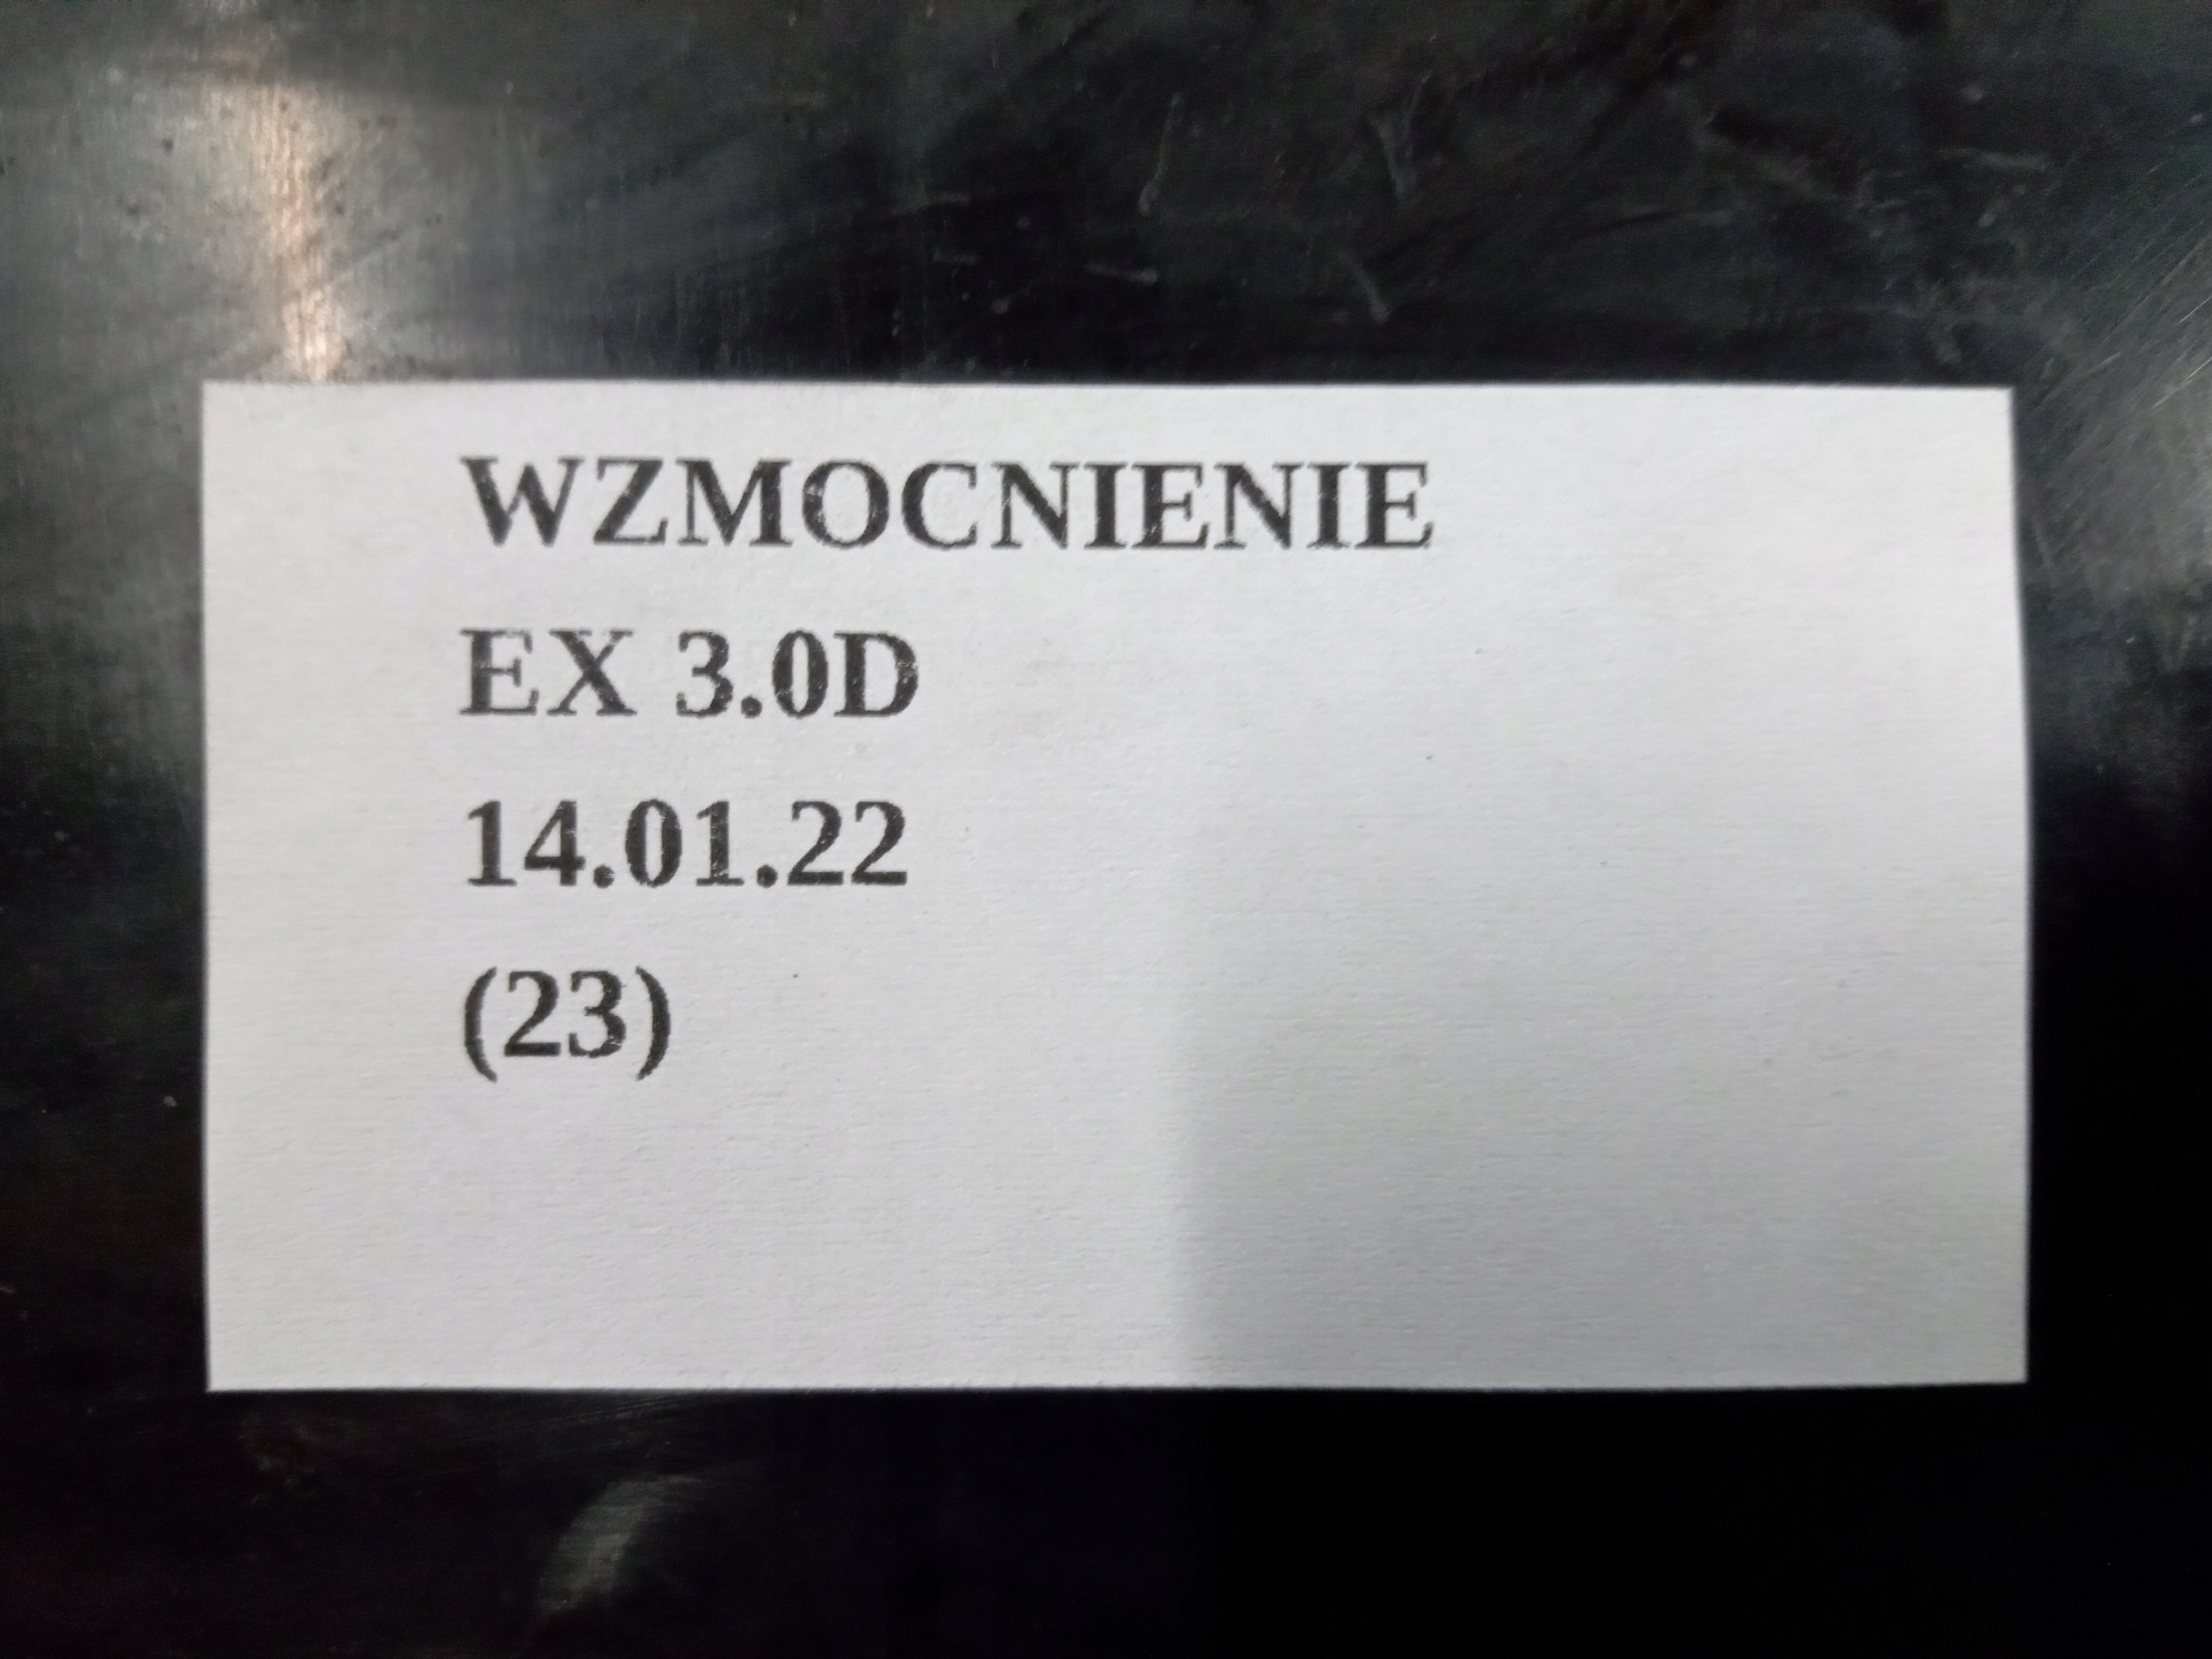 WZMOCNIENIE
EX 3.0D
14.01.22
(23)